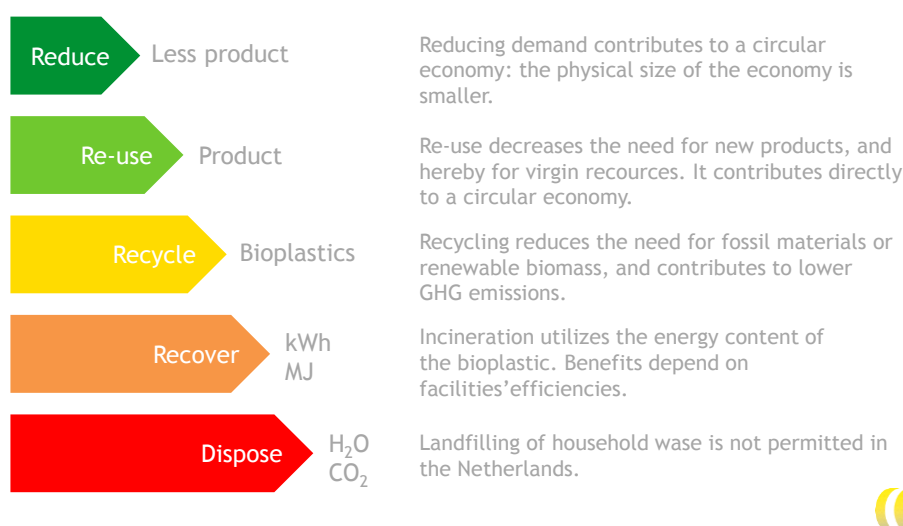 Reduce
Less product
Reducing demand contributes to a circular
economy: the physical size of the economy is
smaller.
Re-use
Product
Re-use decreases the need for new products, and
hereby for virgin recources. It contributes directly
to a circular economy.
Recycle
Bioplastics
Recycling reduces the need for fossil materials or
renewable biomass, and contributes to lower
GHG emissions.
Recover
kWh
MJ
Incineration utilizes the energy content of
the bioplastic. Benefits depend on
facilities’efficiencies.
Dispose
H₂O
CO₂
Landfilling of household wase is not permitted in
the Netherlands.